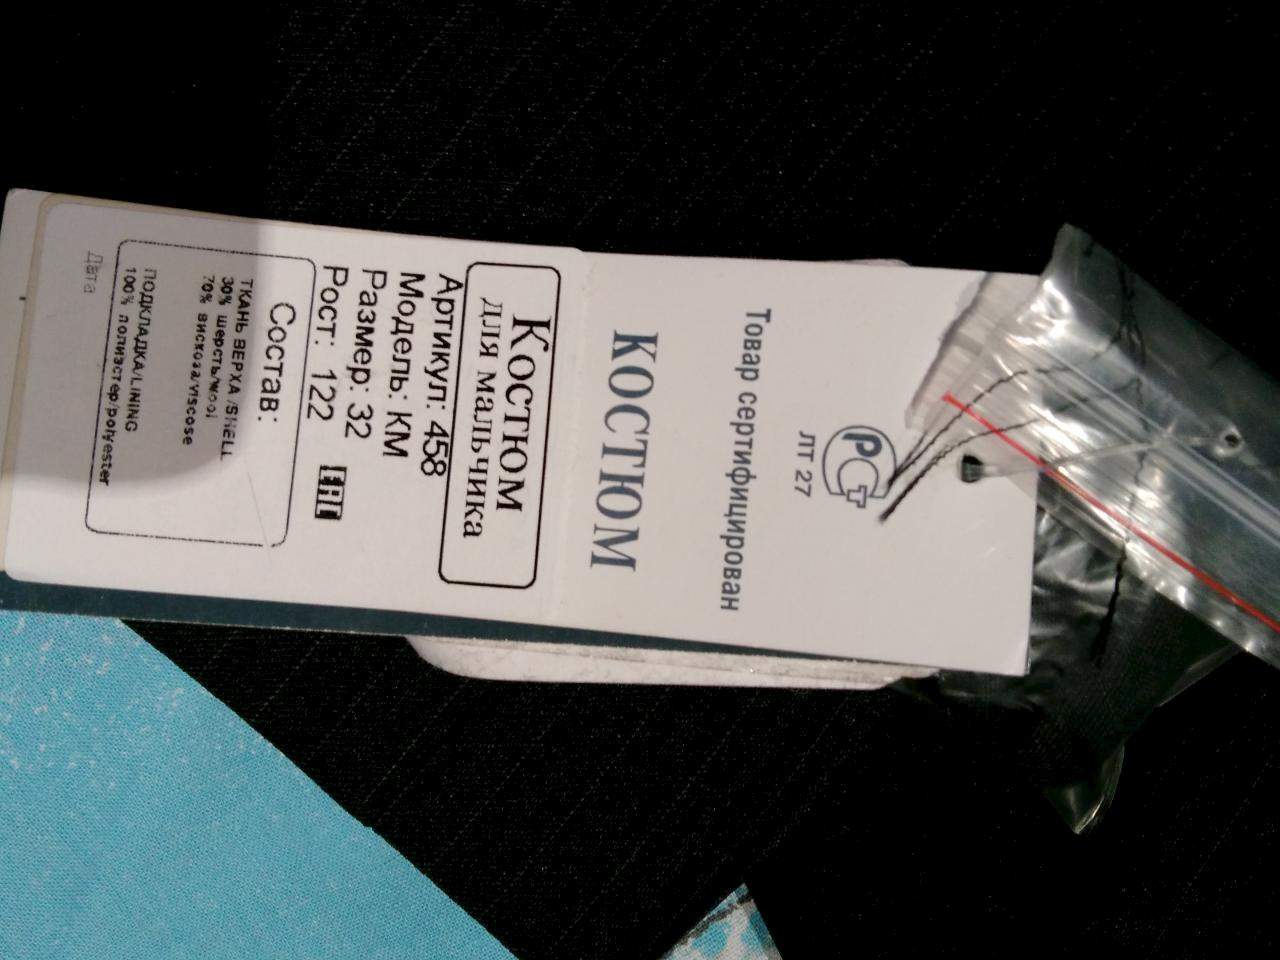 Товар сертифицирован
РСТ
ЛТ 27
КОСТЮМ
Костюм
для мальчика
Артикул: 458
Модель: КМ
Размер: 32
Рост: 122
EAC
Состав:
ТКАНЬ ВЕРХА /SHELL
30% шерсть/wool
70% вискоза/viscose
ПОДКЛАДКА/LINING
100% полиэстер/polyester
Дата